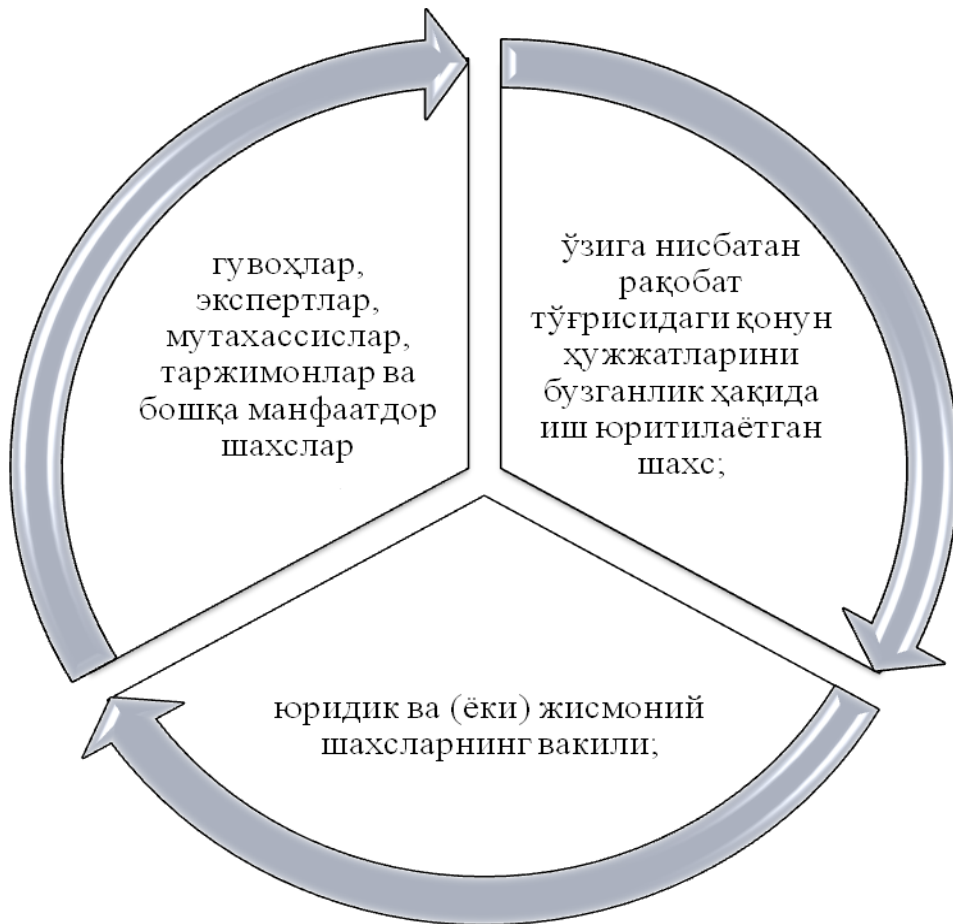 ўзига нисбатан
рақобат
тўғрисидаги қонун
ҳужжатларини
бузганлик ҳақида
иш юритилаётган
шахс;
юридик ва (ёки) жисмоний
шахсларнинг вакили;
гувоҳлар,
экспертлар,
мутахассислар,
таржимонлар ва
бошқа манфаатдор
шахслар